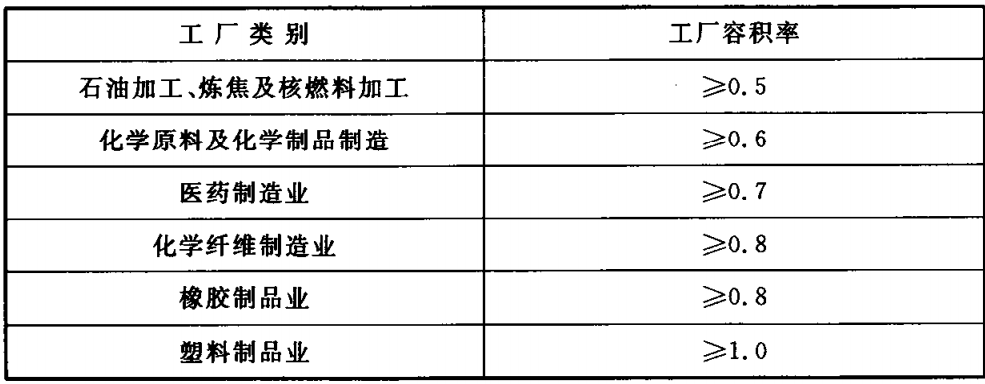 工厂类别 工厂容积率
石油加工、炼焦及核燃料加工 ≥0.5
化学原料及化学制品制造 ≥0.6
医药制造业 ≥0.7
化学纤维制造业 ≥0.8
橡胶制品业 ≥0.8
塑料制品业 ≥1.0